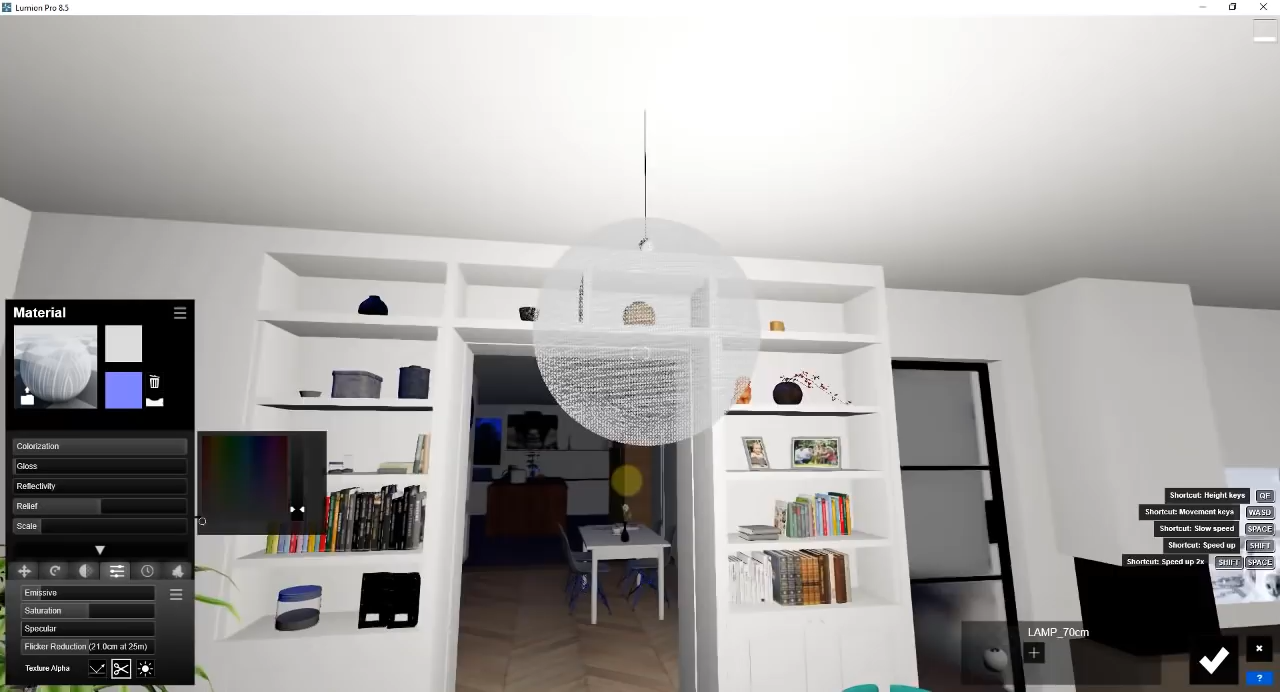 Lumion Pro 8.5
Material
Colorization
Gloss
Reflectivity
Relief
Scale
Emissive
Saturation
Specular
Flicker Reduction (21.0cm at 25m)
Texture Alpha
Shortcut: Height keys QF
Shortcut: Movement keys WASD
Shortcut: Slow speed SPACE
Shortcut: Speed up SHIFT
Shortcut: Speed up 2x SHIFT SPACE
LAMP_70cm
?